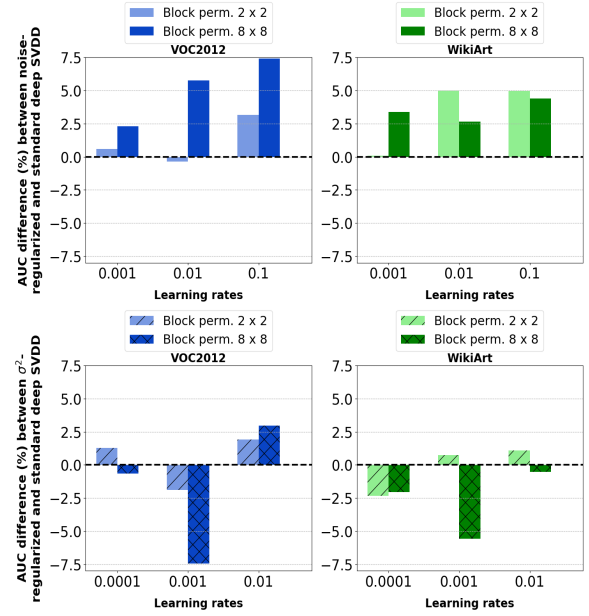 Block perm. 2 x 2
Block perm. 8 x 8
Block perm. 2 x 2
Block perm. 8 x 8
VOC2012
WikiArt
AUC difference (%) between noise-
regularized and standard deep SVDD
7.5
5.0
2.5
0.0
−2.5
−5.0
−7.5
0.001 0.01 0.1
Learning rates
7.5
5.0
2.5
0.0
−2.5
−5.0
−7.5
0.001 0.01 0.1
Learning rates
Block perm. 2 x 2
Block perm. 8 x 8
Block perm. 2 x 2
Block perm. 8 x 8
VOC2012
WikiArt
AUC difference (%) between σ²-
regularized and standard deep SVDD
7.5
5.0
2.5
0.0
−2.5
−5.0
−7.5
0.0001 0.001 0.01
Learning rates
7.5
5.0
2.5
0.0
−2.5
−5.0
−7.5
0.0001 0.001 0.01
Learning rates